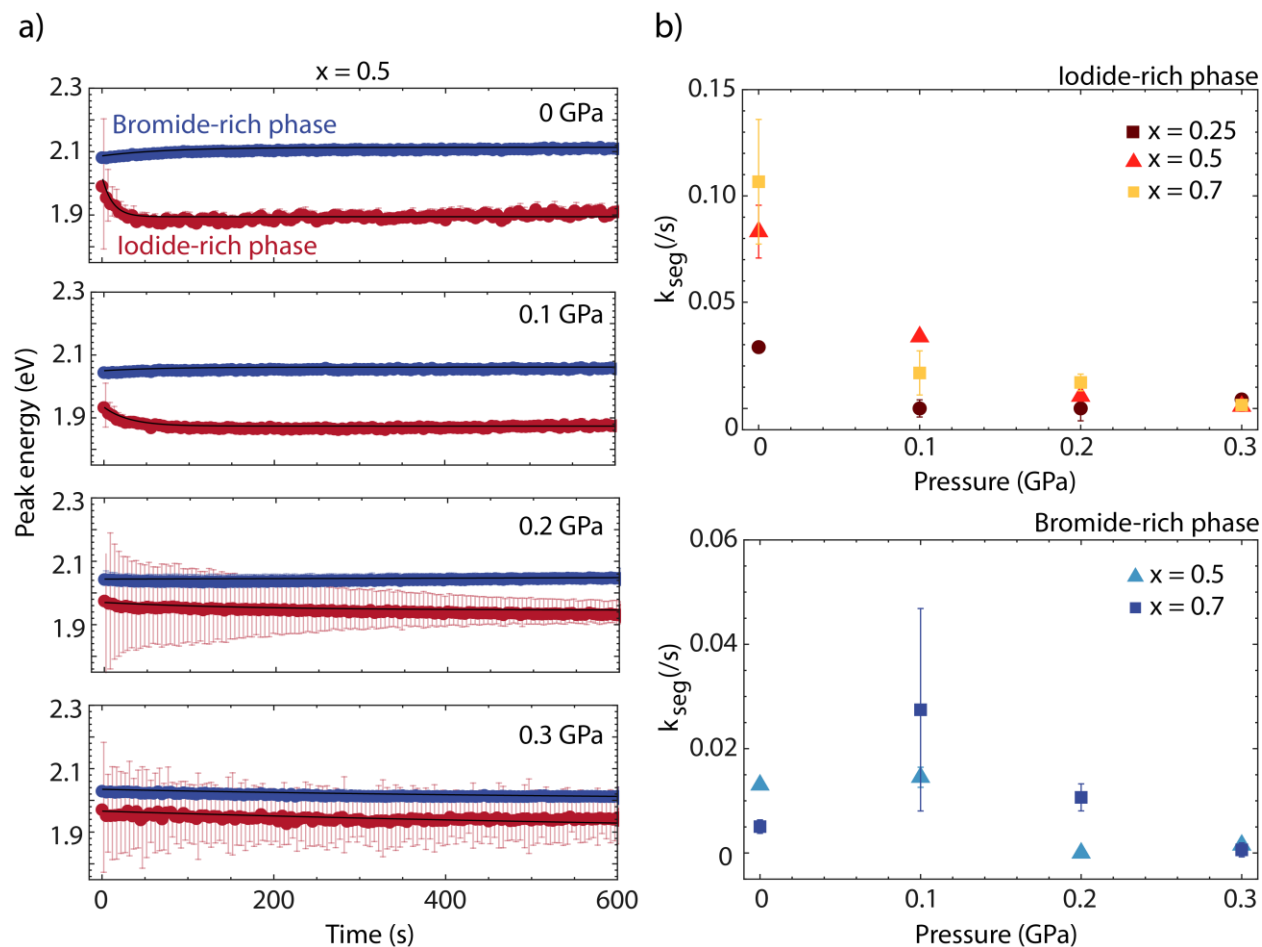 a)
x = 0.5
2.3
0 GPa
Bromide-rich phase
2.1
1.9
Iodide-rich phase
2.3
0.1 GPa
2.1
1.9
Peak energy (eV)
2.3
0.2 GPa
2.1
1.9
2.3
0.3 GPa
2.1
1.9
0
200
400
600
Time (s)
b)
Iodide-rich phase
0.15
x = 0.25
x = 0.5
x = 0.7
0.10
kseg(/s)
0.05
0
0
0.1
0.2
0.3
Pressure (GPa)
Bromide-rich phase
0.06
x = 0.5
x = 0.7
0.04
kseg(/s)
0.02
0
0
0.1
0.2
0.3
Pressure (GPa)